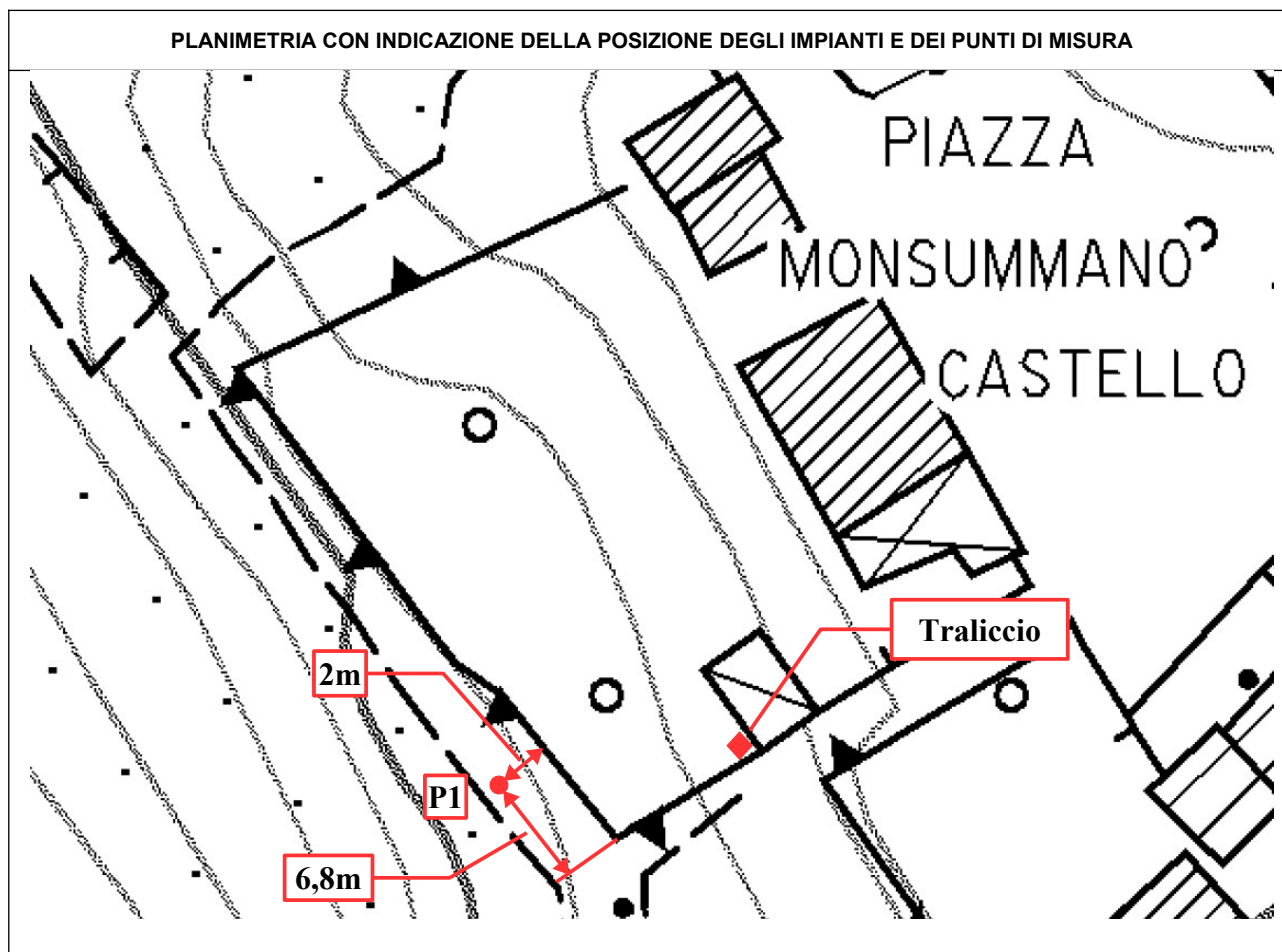 PLANIMETRIA CON INDICAZIONE DELLA POSIZIONE DEGLI IMPIANTI E DEI PUNTI DI MISURA
PIAZZA
MONSUMMANO
CASTELLO
Traliccio
2m
P1
6,8m